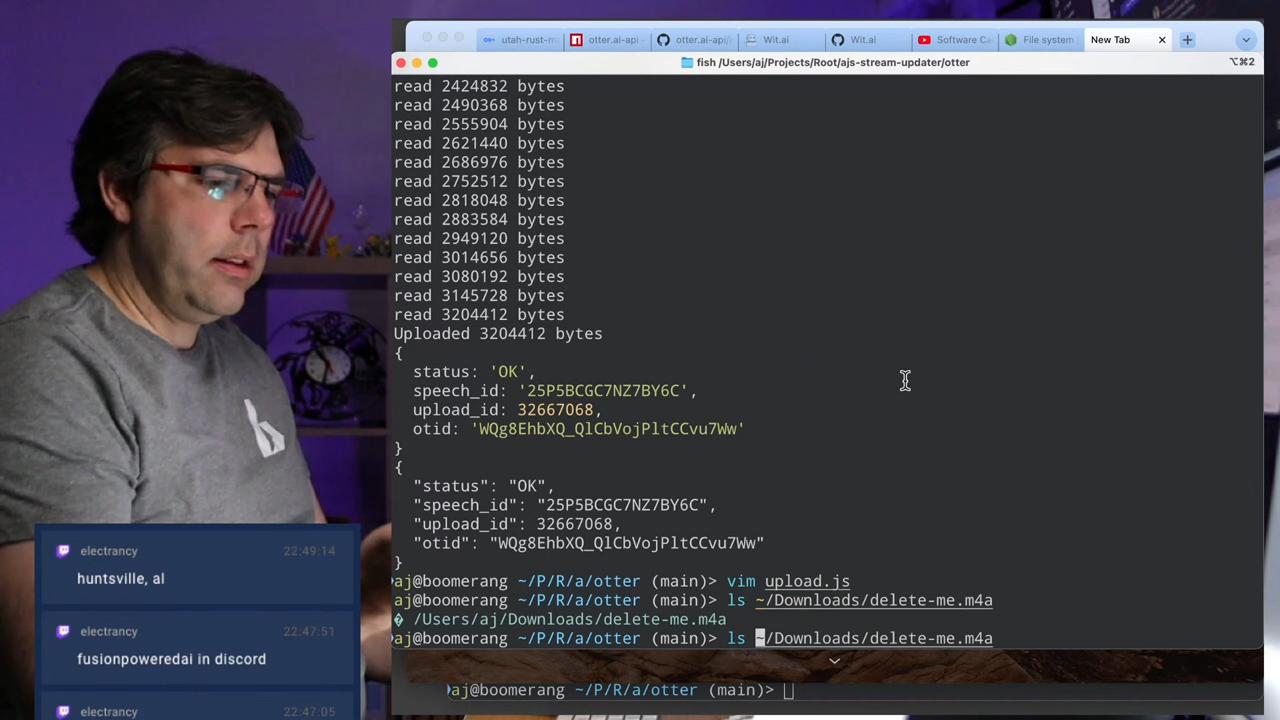 utah-rust-m
otter.ai-api
otter.ai-api/
Wit.ai
Wit.ai
Software Ca
File system
New Tab
fish /Users/aj/Projects/Root/ajs-stream-updater/otter
⌥⌘2
read 2424832 bytes
read 2490368 bytes
read 2555904 bytes
read 2621440 bytes
read 2686976 bytes
read 2752512 bytes
read 2818048 bytes
read 2883584 bytes
read 2949120 bytes
read 3014656 bytes
read 3080192 bytes
read 3145728 bytes
read 3204412 bytes
Uploaded 3204412 bytes
{
status: 'OK',
speech_id: '25P5BCGC7NZ7BY6C',
upload_id: 32667068,
otid: 'WQg8EhbXQ_QlCbVojPltCCvu7Ww'
}
{
"status": "OK",
"speech_id": "25P5BCGC7NZ7BY6C",
"upload_id": 32667068,
"otid": "WQg8EhbXQ_QlCbVojPltCCvu7Ww"
}
aj@boomerang ~/P/R/a/otter (main)> vim upload.js
aj@boomerang ~/P/R/a/otter (main)> ls ~/Downloads/delete-me.m4a
� /Users/aj/Downloads/delete-me.m4a
aj@boomerang ~/P/R/a/otter (main)> ls ~/Downloads/delete-me.m4a
aj@boomerang ~/P/R/a/otter (main)>
electrancy 22:49:14
huntsville, al
electrancy 22:47:51
fusionpoweredai in discord
electrancy 22:47:05